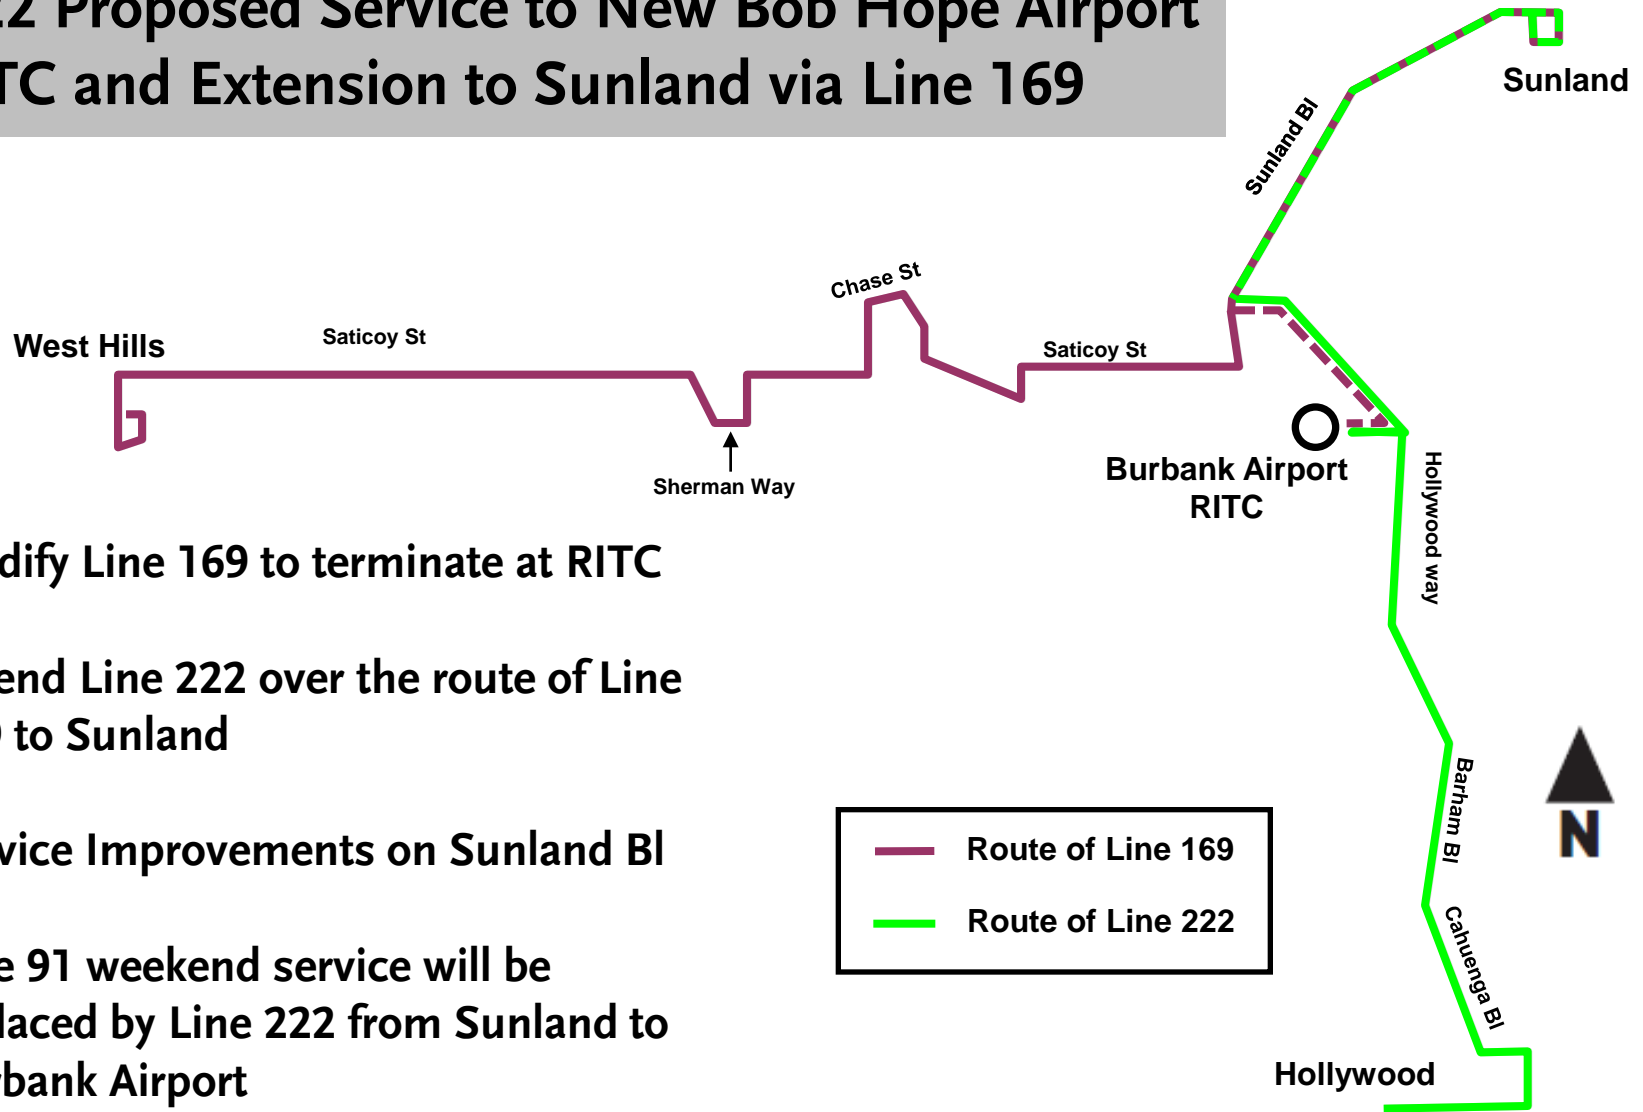 22 Proposed Service to New Bob Hope Airport
TC and Extension to Sunland via Line 169
Sunland
Sunland Bl
Chase St
West Hills
Saticoy St
Saticoy St
Sherman Way
Burbank Airport
RITC
Hollywood way
dify Line 169 to terminate at RITC
end Line 222 over the route of Line
to Sunland
vice Improvements on Sunland Bl
Barham Bl
N
Route of Line 169
Route of Line 222
Cahuenga Bl
e 91 weekend service will be
laced by Line 222 from Sunland to
bank Airport
Hollywood